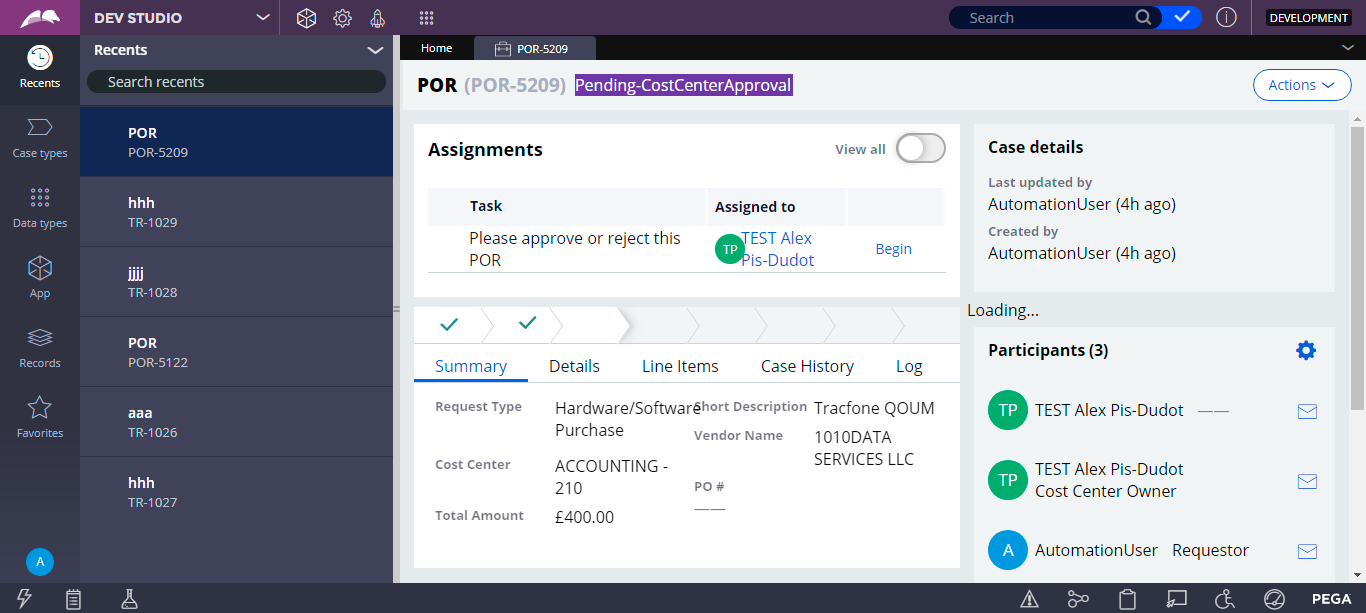 DEV STUDIO
Search
DEVELOPMENT
Recents
Search recents
Home
POR-5209
Recents
Case types
Data types
App
Records
Favorites
A
POR
POR-5209
hhh
TR-1029
jjjj
TR-1028
POR
POR-5122
aaa
TR-1026
hhh
TR-1027
POR (POR-5209) Pending-CostCenterApproval
Actions
Assignments
View all
Task
Assigned to
Please approve or reject this
POR
TP
TEST Alex
Pis-Dudot
Begin
Summary
Details
Line Items
Case History
Log
Request Type
Hardware/Software
Purchase
Short Description
Tracfone QOUM
Vendor Name
1010DATA
SERVICES LLC
Cost Center
ACCOUNTING -
210
PO #
——
Total Amount
£400.00
Case details
Last updated by
AutomationUser (4h ago)
Created by
AutomationUser (4h ago)
Loading...
Participants (3)
TP
TEST Alex Pis-Dudot ——
TP
TEST Alex Pis-Dudot
Cost Center Owner
A
AutomationUser Requestor
PEGA